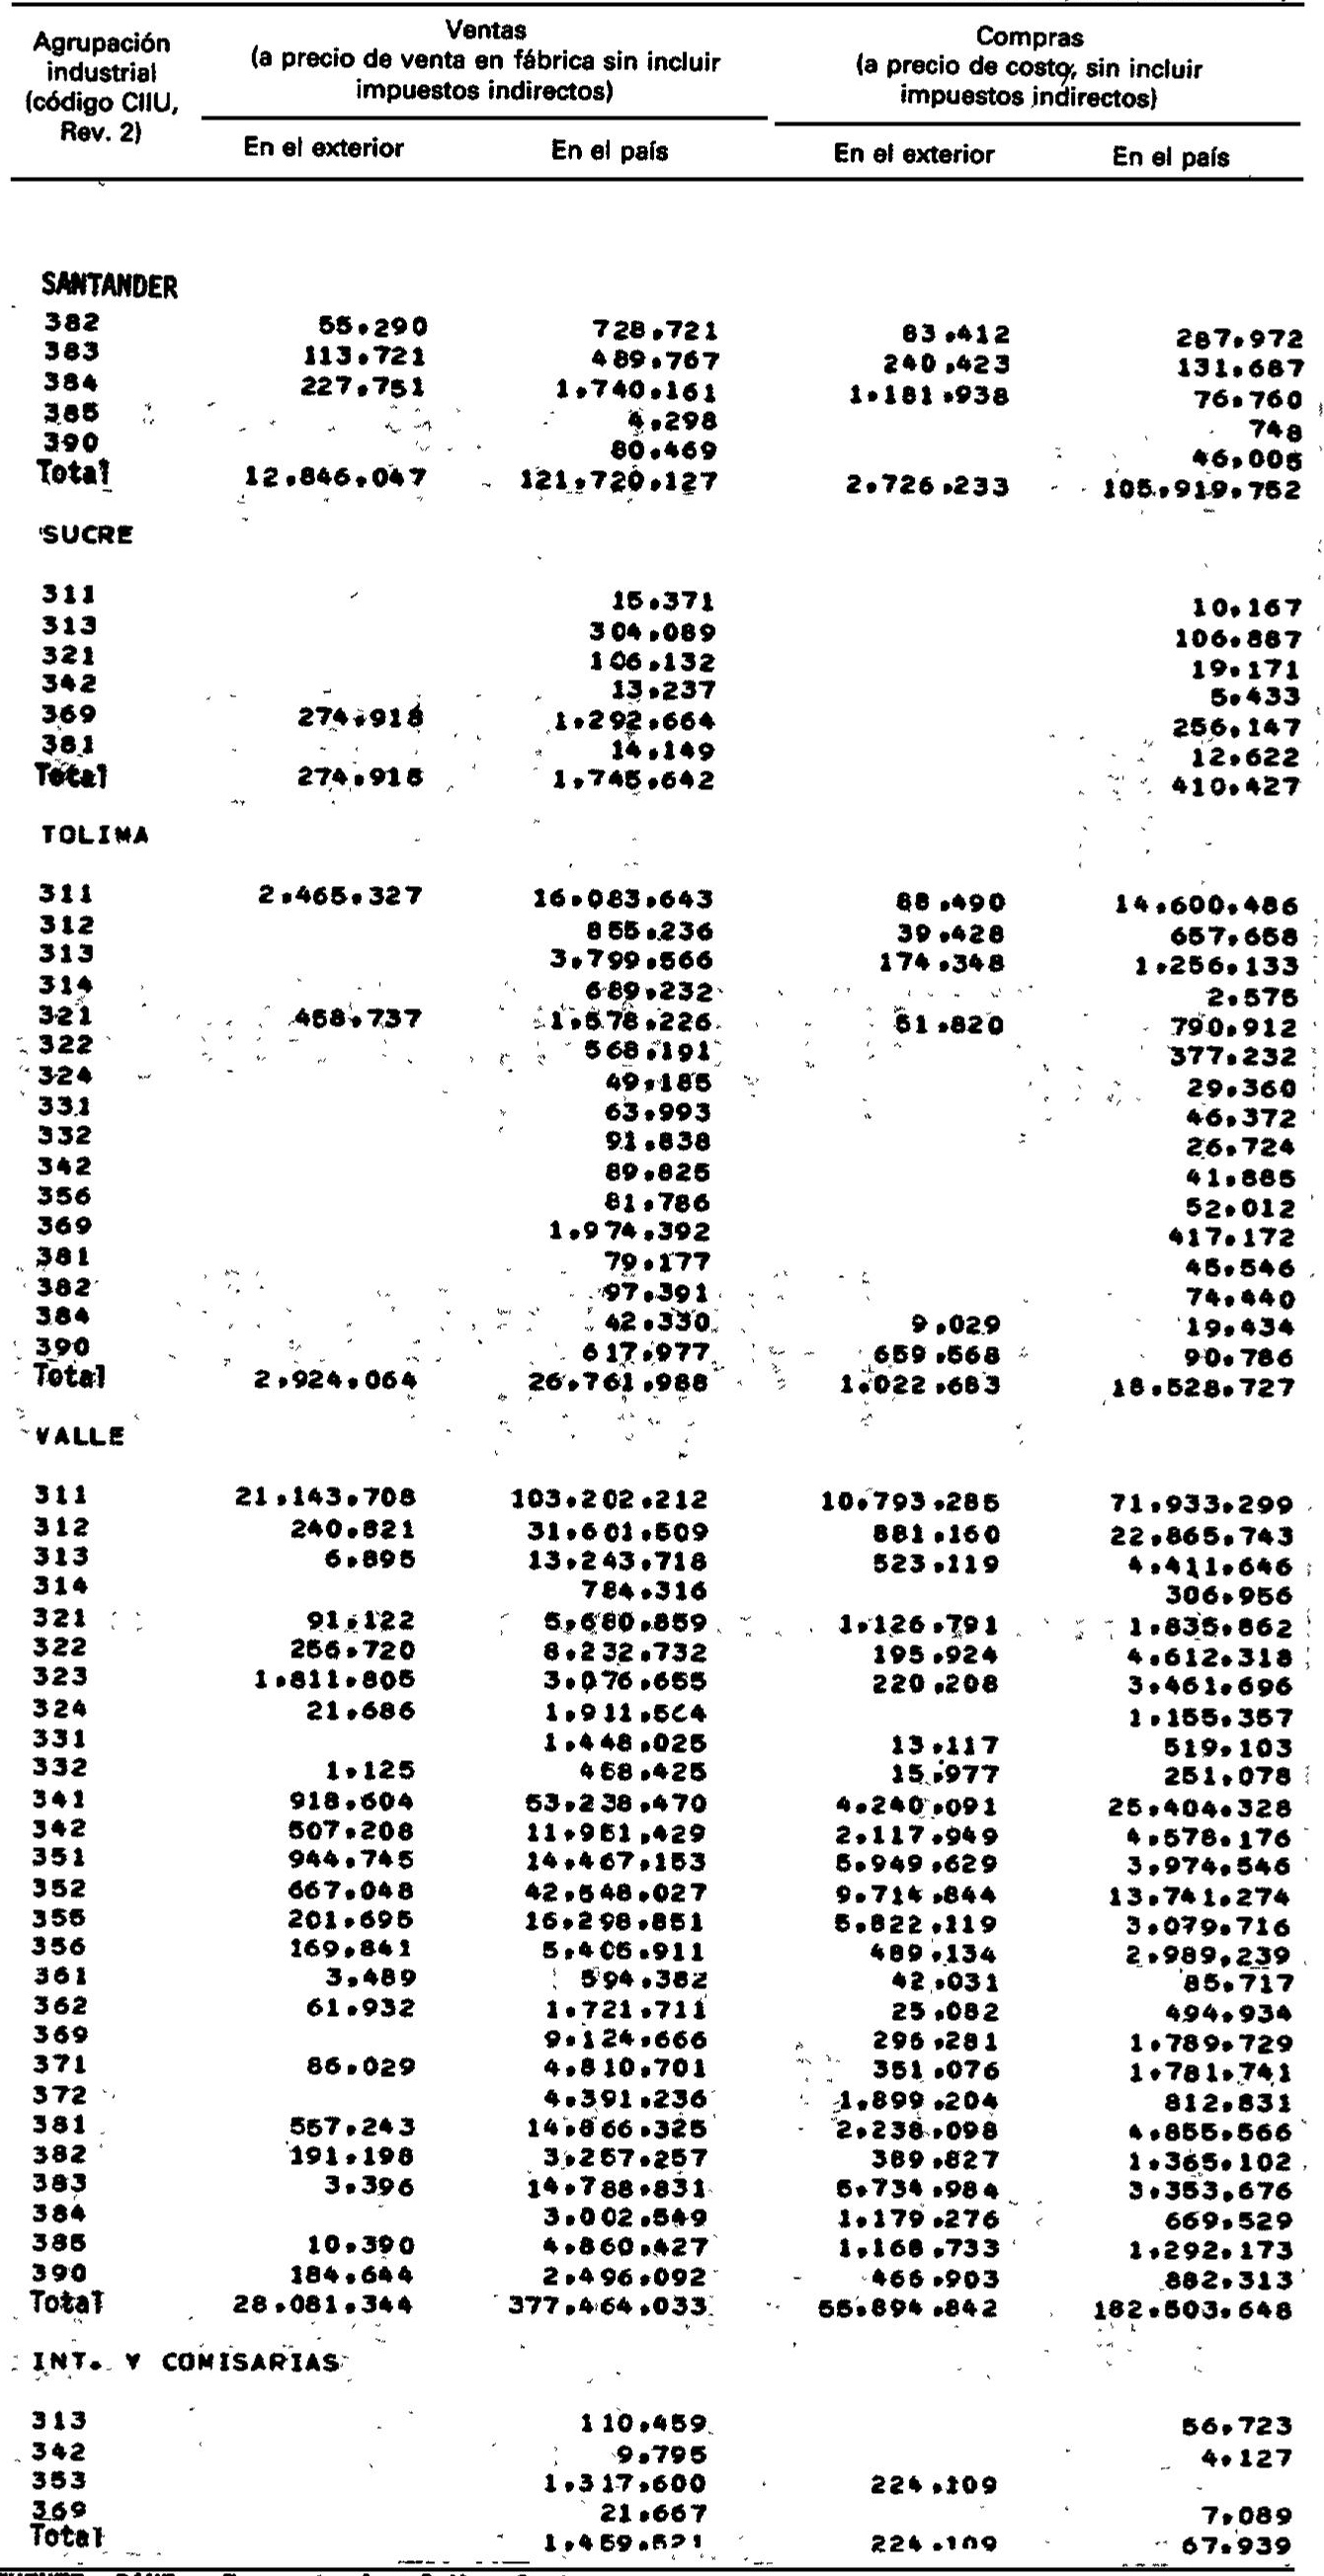 Agrupación industrial (código CIIU, Rev. 2) Ventas (a precio de venta en fábrica sin incluir impuestos indirectos) Compras (a precio de costo, sin incluir impuestos indirectos)
En el exterior En el país En el exterior En el país
SANTANDER
382 55.290 728.721 83.412 287.972
383 113.721 489.767 240.423 131.687
384 227.751 1.740.161 1.181.938 76.760
385 4.298 748
390 80.469 46.005
Total 12.846.047 121.720.127 2.726.233 105.919.752
SUCRE
311 15.371 10.167
313 304.089 106.887
321 106.132 19.171
342 13.237 5.433
369 274.918 1.292.664 256.147
381 14.149 12.622
Total 274.918 1.745.642 410.427
TOLIMA
311 2.465.327 16.083.643 88.490 14.600.486
312 855.236 39.428 657.658
313 3.799.566 174.348 1.256.133
314 689.232 2.575
321 458.737 1.578.226 51.820 790.912
322 568.191 377.232
324 49.185 29.360
331 63.993 46.372
332 91.838 26.724
342 89.825 41.885
356 81.786 52.012
369 1.974.392 417.172
381 79.177 45.546
382 97.391 74.440
384 42.330 9.029 19.434
390 617.977 659.568 90.786
Total 2.924.064 26.761.988 1.022.683 18.528.727
VALLE
311 21.143.708 103.202.212 10.793.285 71.933.299
312 240.821 31.601.509 881.160 22.865.743
313 6.895 13.243.718 523.119 4.411.646
314 784.316 306.956
321 91.122 5.680.859 1.126.791 1.835.862
322 256.720 8.232.732 195.924 4.612.318
323 1.811.805 3.076.655 220.208 3.461.696
324 21.686 1.911.504 1.155.357
331 1.448.025 13.117 519.103
332 1.125 458.425 15.977 251.078
341 918.604 53.238.470 4.240.091 25.404.328
342 507.208 11.951.429 2.117.949 4.578.176
351 944.745 14.467.153 5.949.629 3.974.546
352 667.048 42.548.027 9.714.844 13.741.274
355 201.695 16.298.851 5.822.119 3.079.716
356 169.841 5.405.911 489.134 2.989.239
361 3.489 594.382 42.031 85.717
362 61.932 1.721.711 25.082 494.934
369 9.124.666 295.281 1.789.729
371 86.029 4.810.701 351.076 1.781.741
372 4.391.236 1.899.204 812.831
381 557.243 14.866.325 2.238.098 4.855.566
382 191.198 3.257.257 389.827 1.365.102
383 3.396 14.788.831 5.734.984 3.353.676
384 3.002.549 1.179.276 669.529
385 10.390 4.860.427 1.168.733 1.292.173
390 184.644 2.496.092 466.903 882.313
Total 28.081.344 377.464.033 55.894.842 182.503.648
INT. Y COMISARIAS
313 110.459 56.723
342 9.795 4.127
353 1.317.600 224.109
369 21.667 7.089
Total 1.459.521 224.109 67.939